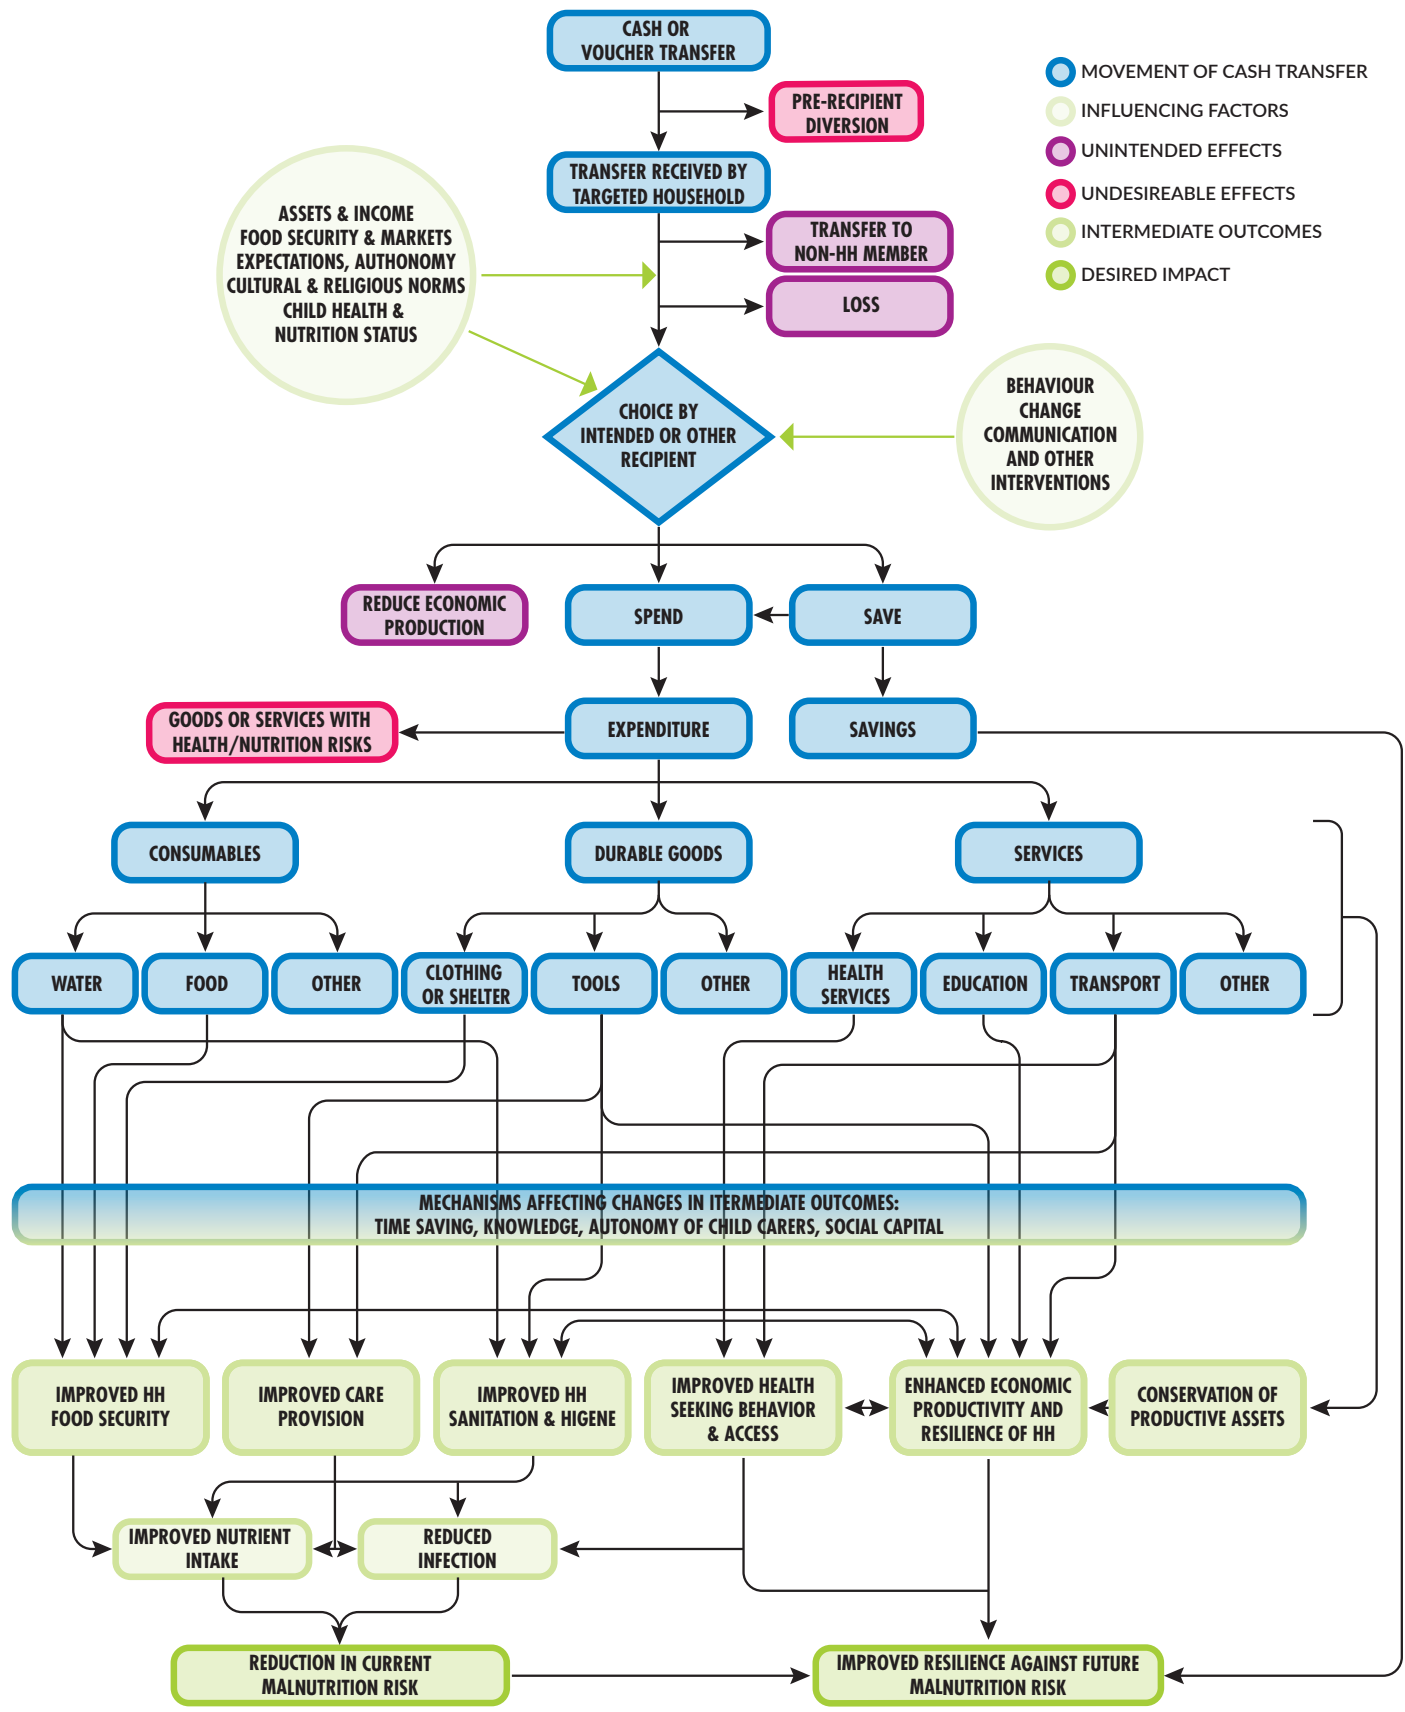 CASH OR
VOUCHER TRANSFER
MOVEMENT OF CASH TRANSFER
INFLUENCING FACTORS
UNINTENDED EFFECTS
UNDESIREABLE EFFECTS
INTERMEDIATE OUTCOMES
DESIRED IMPACT
PRE-RECIPIENT
DIVERSION
TRANSFER RECEIVED BY
TARGETED HOUSEHOLD
ASSETS & INCOME
FOOD SECURITY & MARKETS
EXPECTATIONS, AUTHONOMY
CULTURAL & RELIGIOUS NORMS
CHILD HEALTH &
NUTRITION STATUS
TRANSFER TO
NON-HH MEMBER
LOSS
CHOICE BY
INTENDED OR OTHER
RECIPIENT
BEHAVIOUR
CHANGE
COMMUNICATION
AND OTHER
INTERVENTIONS
REDUCE ECONOMIC
PRODUCTION
SPEND
SAVE
GOODS OR SERVICES WITH
HEALTH/NUTRITION RISKS
EXPENDITURE
SAVINGS
CONSUMABLES
DURABLE GOODS
SERVICES
WATER
FOOD
OTHER
CLOTHING
OR SHELTER
TOOLS
OTHER
HEALTH
SERVICES
EDUCATION
TRANSPORT
OTHER
MECHANISMS AFFECTING CHANGES IN ITERMEDIATE OUTCOMES:
TIME SAVING, KNOWLEDGE, AUTONOMY OF CHILD CARERS, SOCIAL CAPITAL
IMPROVED HH
FOOD SECURITY
IMPROVED CARE
PROVISION
IMPROVED HH
SANITATION & HIGENE
IMPROVED HEALTH
SEEKING BEHAVIOR
& ACCESS
ENHANCED ECONOMIC
PRODUCTIVITY AND
RESILIENCE OF HH
CONSERVATION OF
PRODUCTIVE ASSETS
IMPROVED NUTRIENT
INTAKE
REDUCED
INFECTION
REDUCTION IN CURRENT
MALNUTRITION RISK
IMPROVED RESILIENCE AGAINST FUTURE
MALNUTRITION RISK